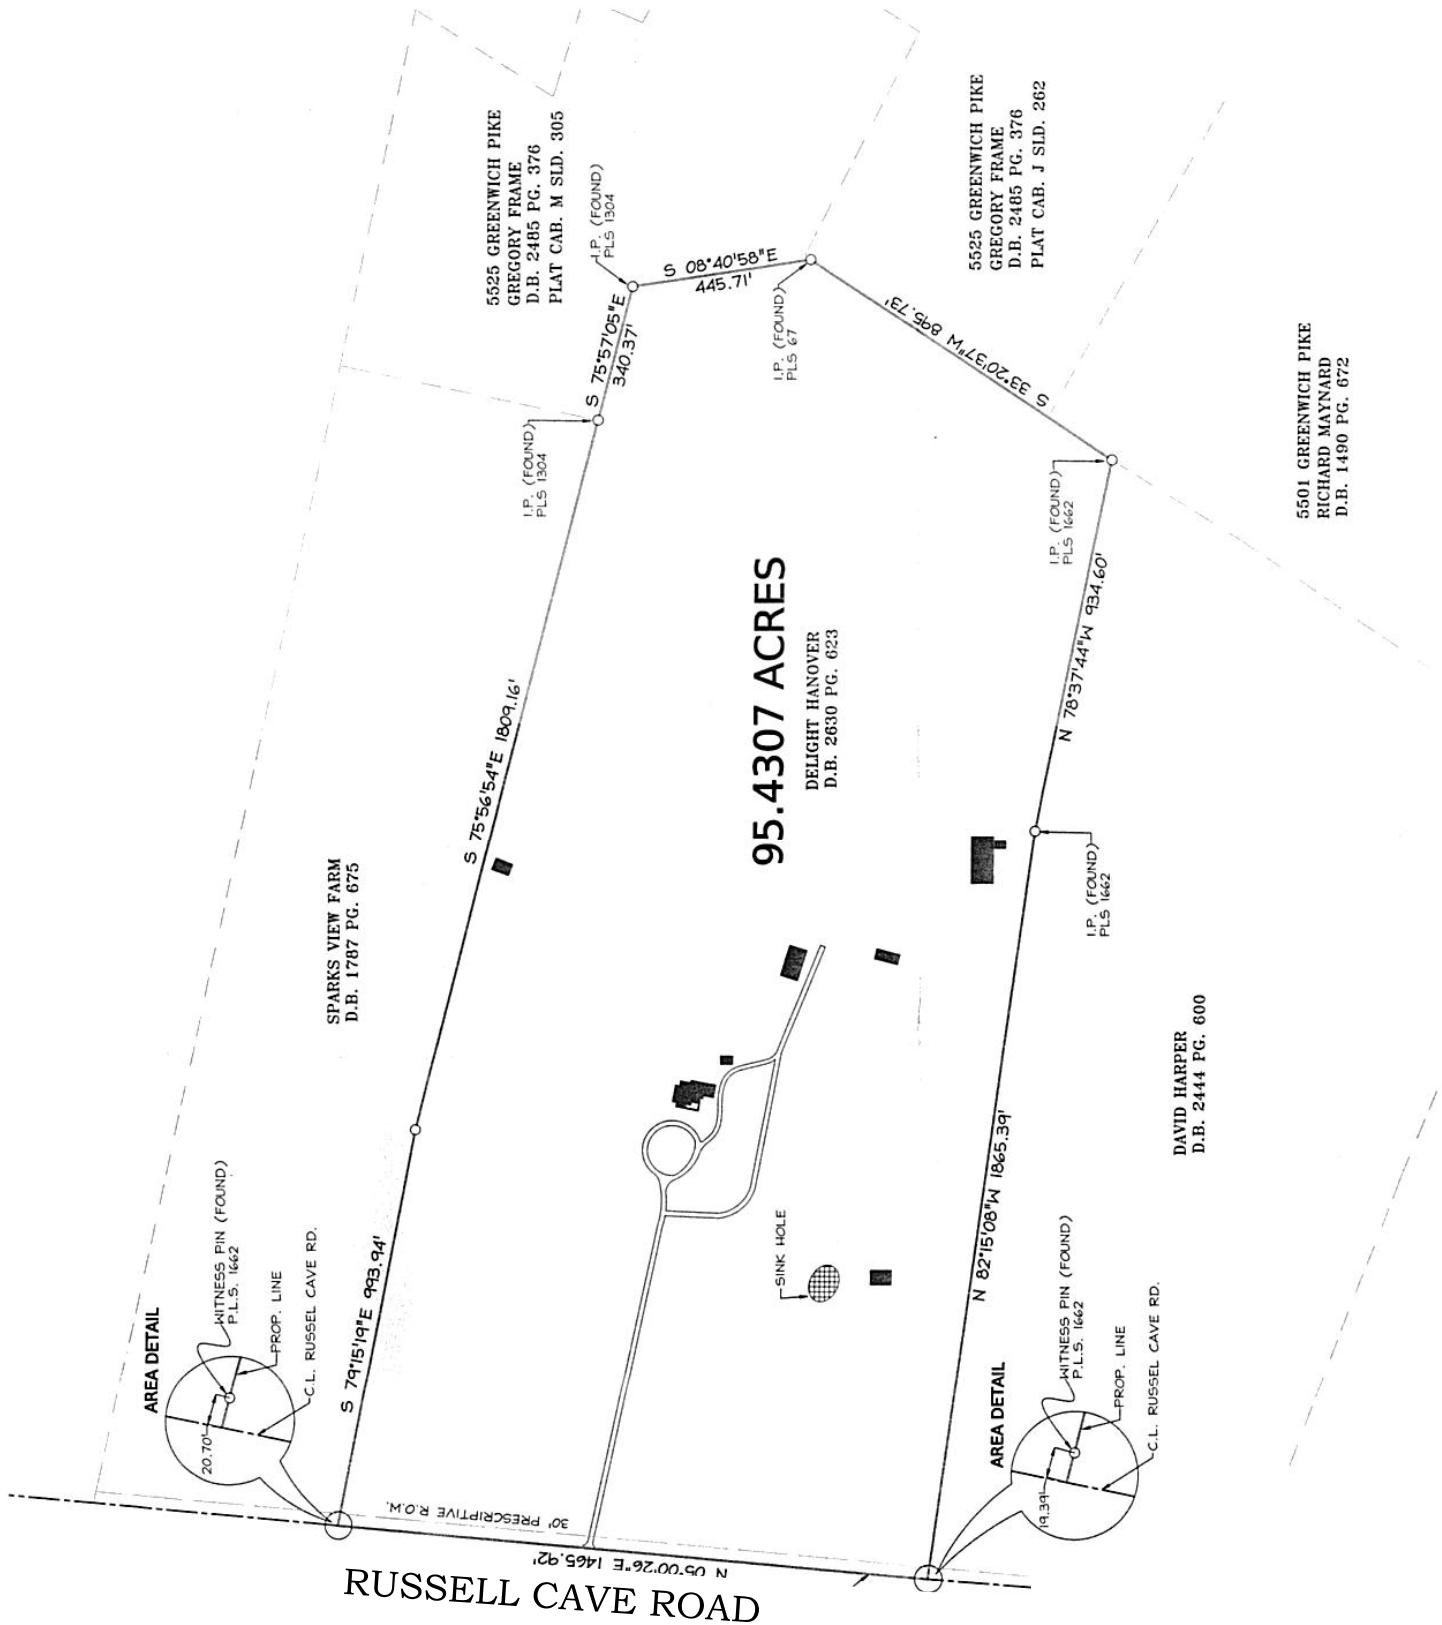 5525 GREENWICH PIKE
GREGORY FRAME
D.B. 2485 PG. 376
PLAT CAB. M SLD. 305
I.P. (FOUND)
PLS 1304
5525 GREENWICH PIKE
GREGORY FRAME
D.B. 2485 PG. 376
PLAT CAB. J SLD. 262
S 08°40'58"E
445.71'
S 75°57'05"E
340.37'
I.P. (FOUND)
PLS 67
S 33°20'37"W 895.73'
I.P. (FOUND)
PLS 1304
I.P. (FOUND)
PLS 1662
5501 GREENWICH PIKE
RICHARD MAYNARD
D.B. 1490 PG. 672
95.4307 ACRES
DELIGHT HANOVER
D.B. 2630 PG. 623
S 75°56'54"E 1809.16'
N 78°37'44"W 934.60'
SPARKS VIEW FARM
D.B. 1787 PG. 675
I.P. (FOUND)
PLS 1662
DAVID HARPER
D.B. 2444 PG. 600
N 82°15'08"W 1865.39'
SINK HOLE
S 79°15'19"E 993.94'
AREA DETAIL
WITNESS PIN (FOUND)
P.L.S. 1662
PROP. LINE
C.L. RUSSEL CAVE RD.
20.70'
AREA DETAIL
WITNESS PIN (FOUND)
P.L.S. 1662
PROP. LINE
C.L. RUSSEL CAVE RD.
19.39'
30' PRESCRIPTIVE R.O.W.
N 05°00'26"E 1465.92'
RUSSELL CAVE ROAD